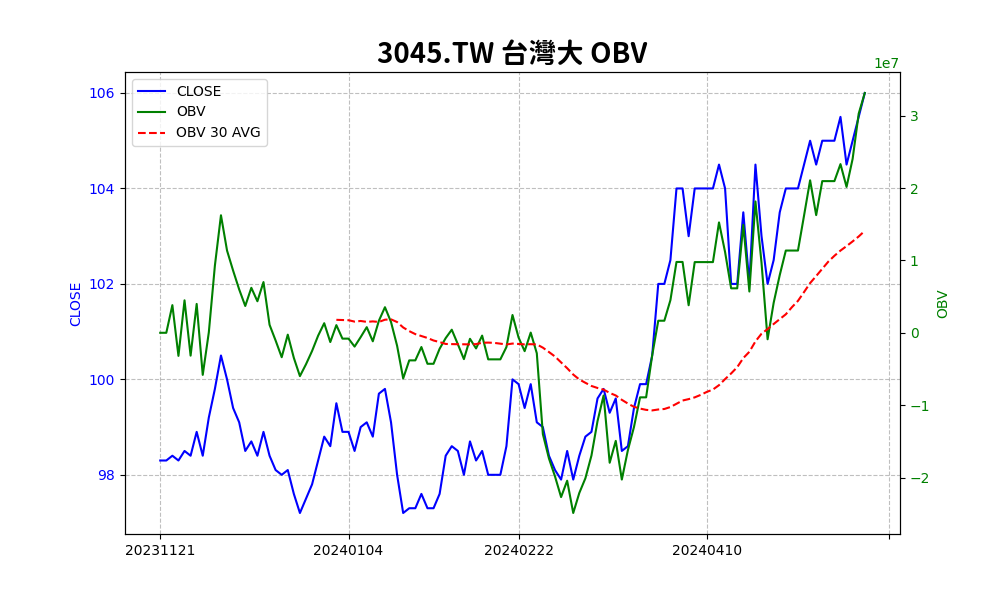 3045.TW 台灣大 OBV
1e7
CLOSE
OBV
OBV 30 AVG
106
104
102
100
98
CLOSE
3
2
1
0
−1
−2
OBV
20231121
20240104
20240222
20240410